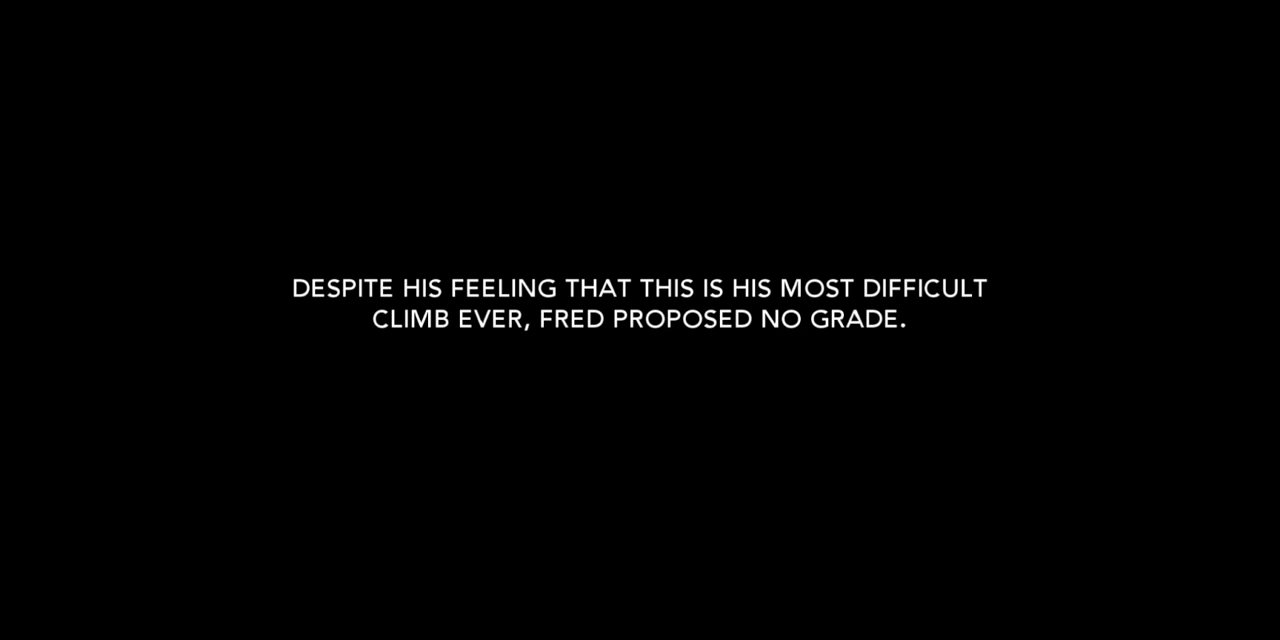 DESPITE HIS FEELING THAT THIS IS HIS MOST DIFFICULT
CLIMB EVER, FRED PROPOSED NO GRADE.